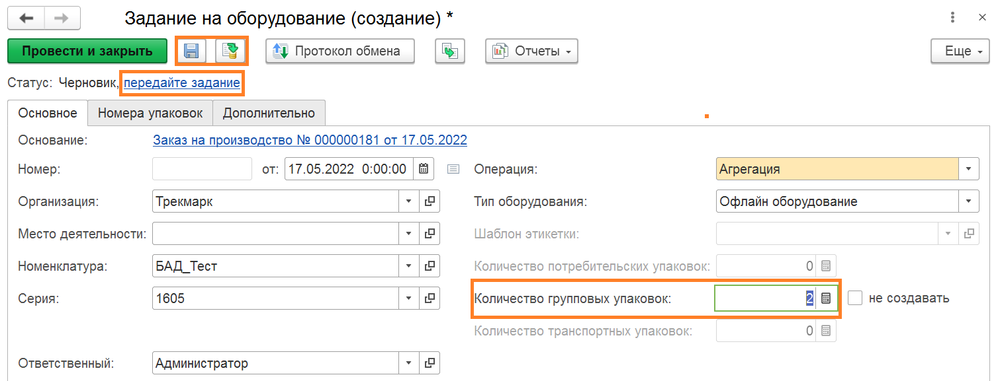 Задание на оборудование (создание) *
Провести и закрыть Протокол обмена Отчеты Еще
Статус: Черновик, передайте задание
Основное Номера упаковок Дополнительно
Основание: Заказ на производство № 000000181 от 17.05.2022
Номер: от: 17.05.2022 0:00:00 Операция: Агрегация
Организация: Трекмарк Тип оборудования: Офлайн оборудование
Место деятельности: Шаблон этикетки:
Номенклатура: БАД_Тест Количество потребительских упаковок: 0
Серия: 1605 Количество групповых упаковок: 2 не создавать
Количество транспортных упаковок: 0
Ответственный: Администратор